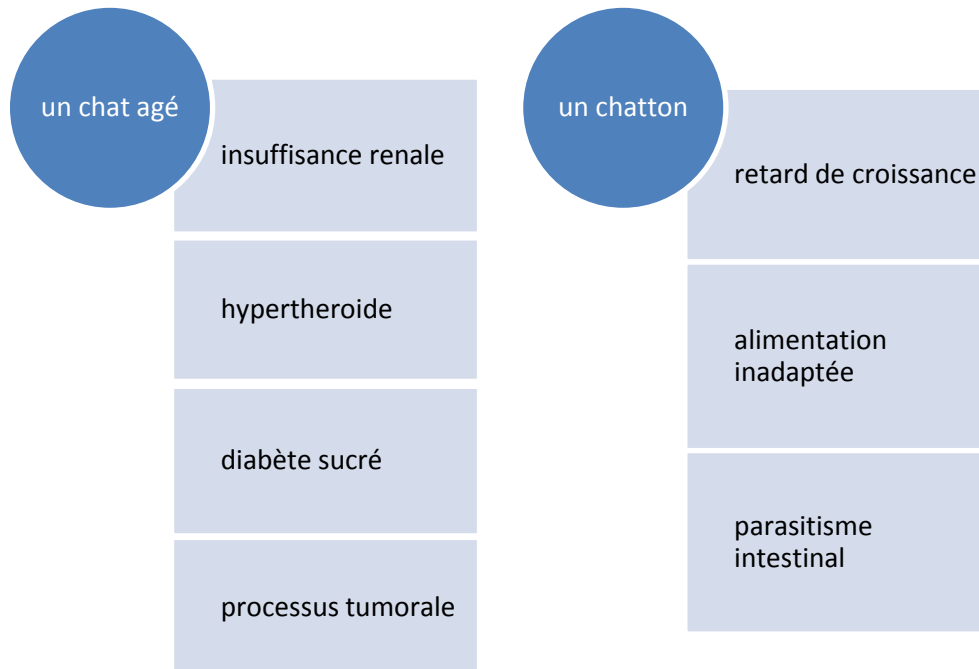 un chat agé
insuffisance renale
hypertheroide
diabète sucré
processus tumorale
un chatton
retard de croissance
alimentation
inadaptée
parasitisme
intestinal